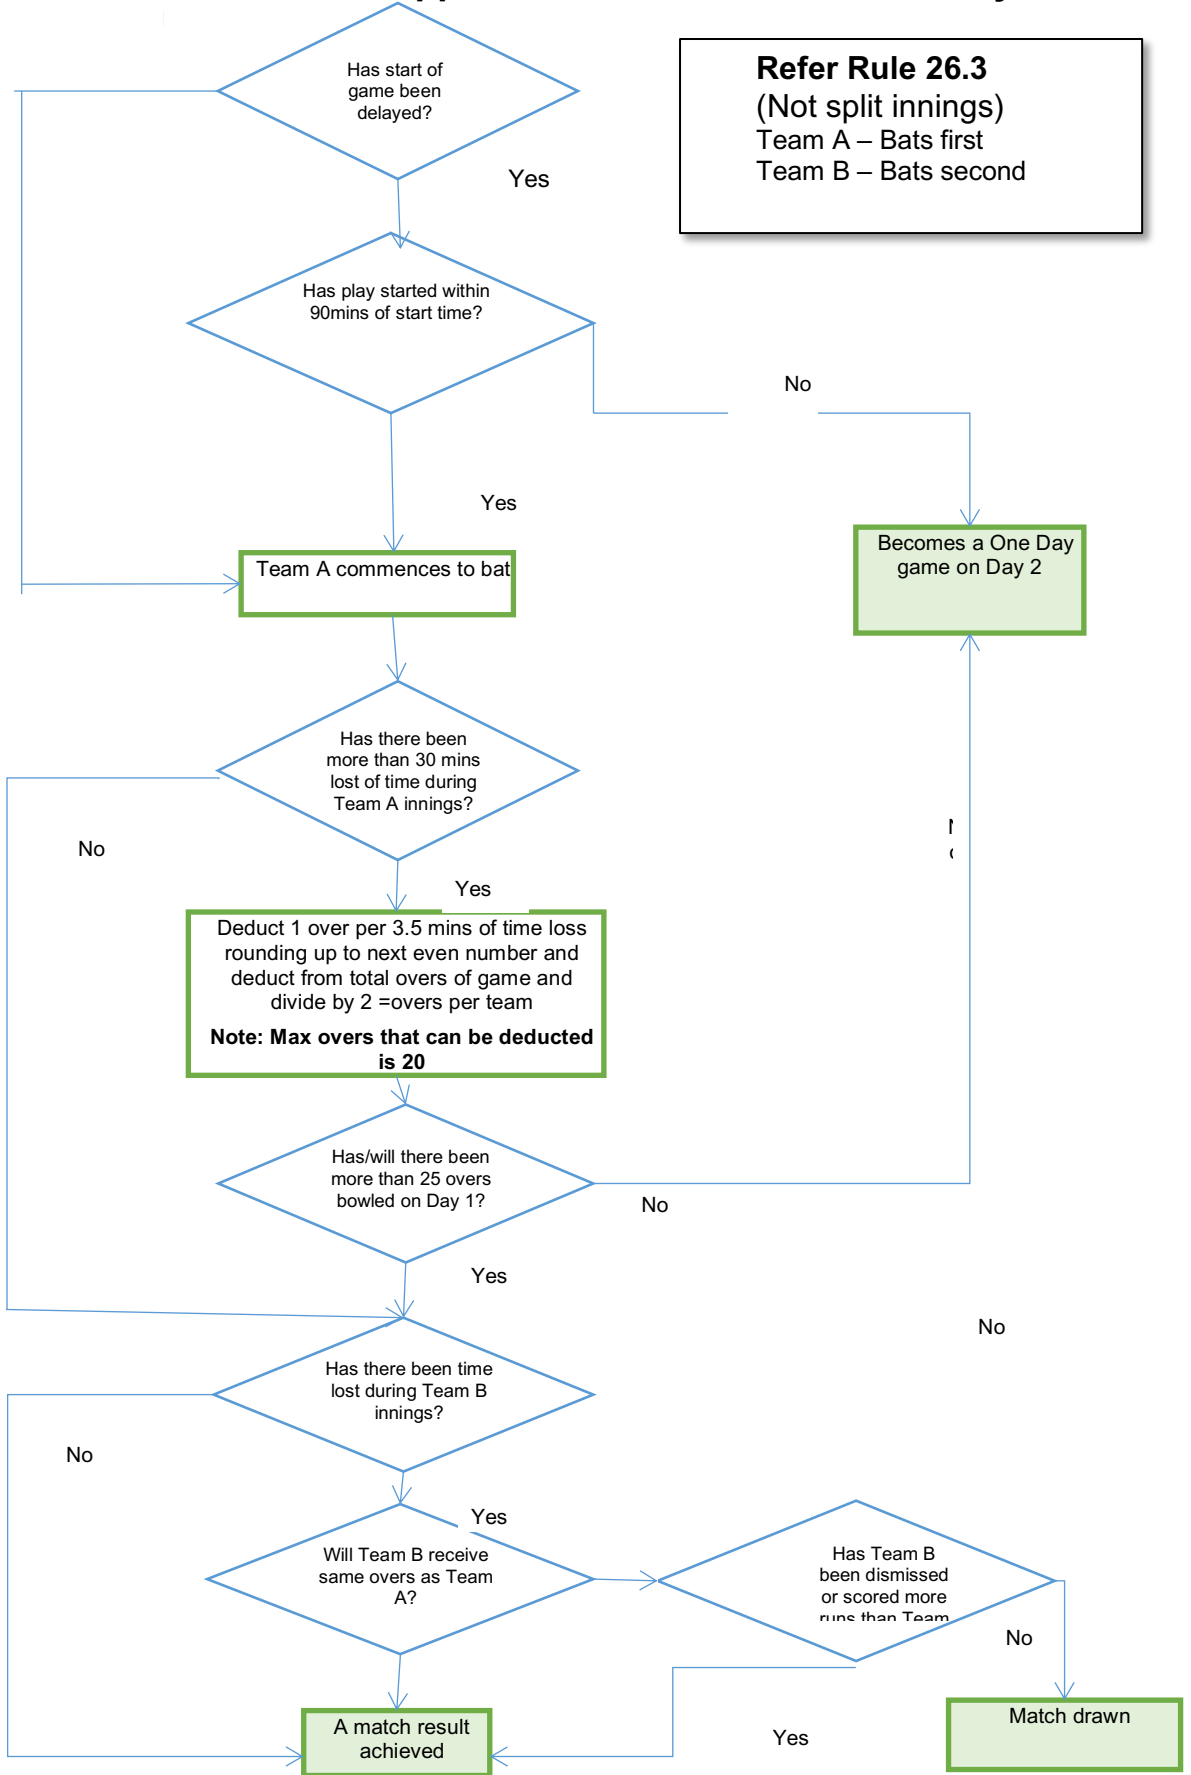 Has start of
game been
delayed?
Refer Rule 26.3
(Not split innings)
Team A – Bats first
Team B – Bats second
Yes
Has play started within
90mins of start time?
No
Yes
Becomes a One Day
game on Day 2
Team A commences to bat
Has there been
more than 30 mins
lost of time during
Team A innings?
No
Yes
Deduct 1 over per 3.5 mins of time loss
rounding up to next even number and
deduct from total overs of game and
divide by 2 =overs per team
Note: Max overs that can be deducted
is 20
Has/will there been
more than 25 overs
bowled on Day 1?
No
Yes
No
Has there been time
lost during Team B
innings?
No
Yes
Will Team B receive
same overs as Team
A?
Has Team B
been dismissed
or scored more
runs than Team
No
A match result
achieved
Yes
Match drawn